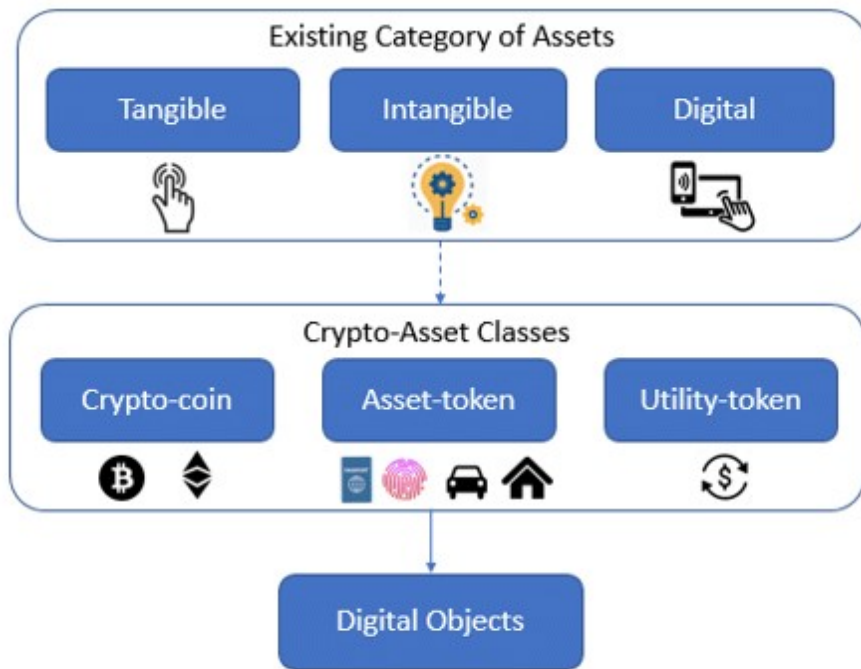 Existing Category of Assets
Tangible
Intangible
Digital
Crypto-Asset Classes
Crypto-coin
Asset-token
Utility-token
Digital Objects